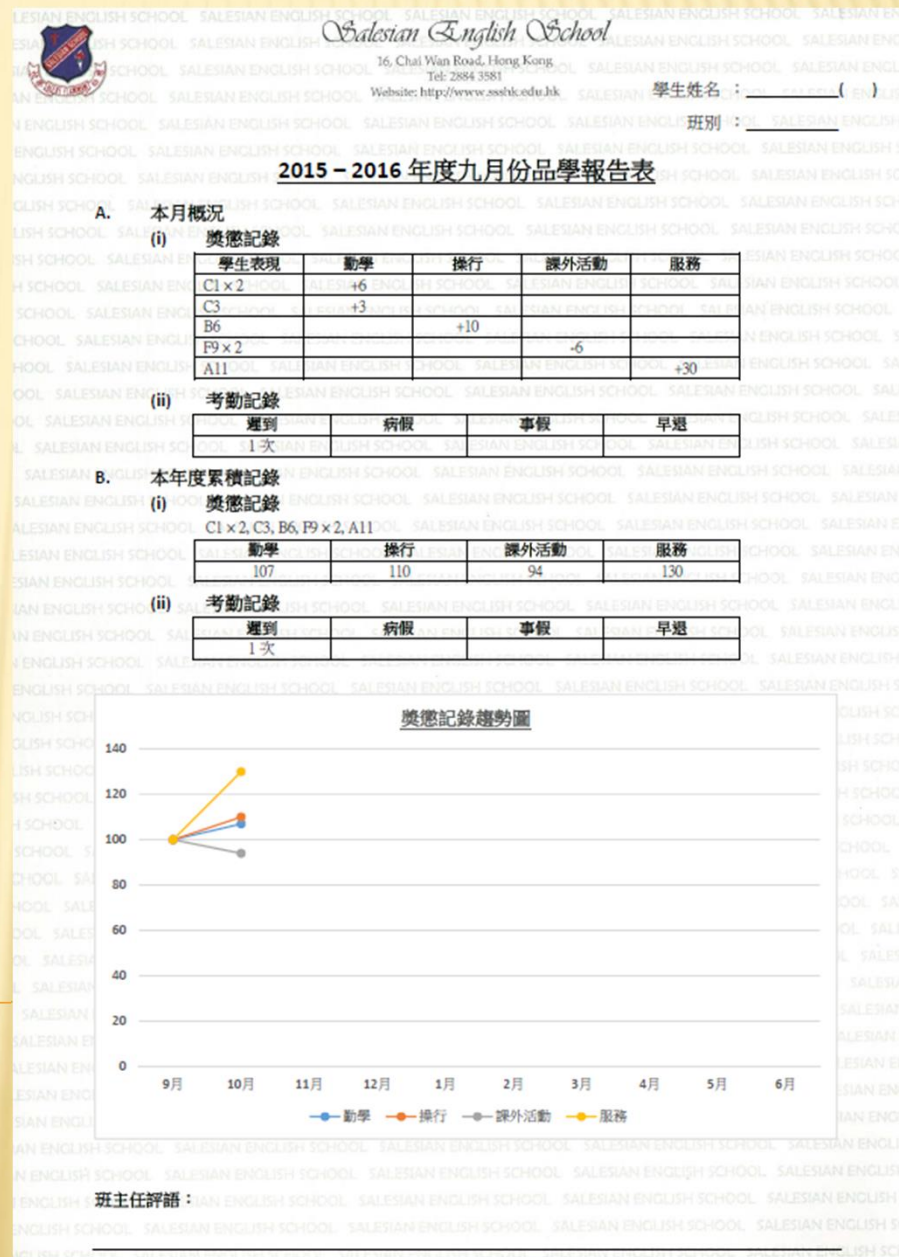 Salesian English School
16, Chai Wan Road, Hong Kong
Tel: 2884 3581
Website: http://www.ssshk.edu.hk
學生姓名 : ( )
班別 :
2015 – 2016 年度九月份品學報告表
A. 本月概況
(i) 獎懲記錄
學生表現 勤學 操行 課外活動 服務
C1 × 2 +6
C3 +3
B6 +10
F9 × 2 -6
A11 +30
(ii) 考勤記錄
遲到 病假 事假 早退
1 次
B. 本年度累積記錄
(i) 獎懲記錄
C1 × 2, C3, B6, F9 × 2, A11
勤學 操行 課外活動 服務
107 110 94 130
(ii) 考勤記錄
遲到 病假 事假 早退
1 次
獎懲記錄趨勢圖
140
120
100
80
60
40
20
0
9月 10月 11月 12月 1月 2月 3月 4月 5月 6月
勤學 操行 課外活動 服務
班主任評語：